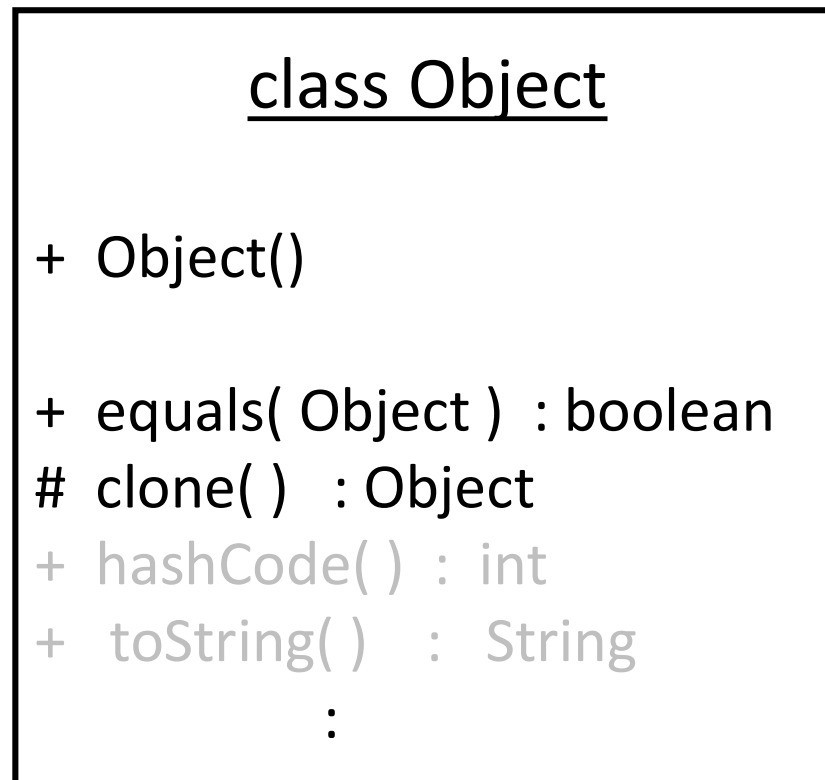 class Object
+ Object()
+ equals( Object ) : boolean
# clone( ) : Object
+ hashCode( ) : int
+ toString( ) : String
: